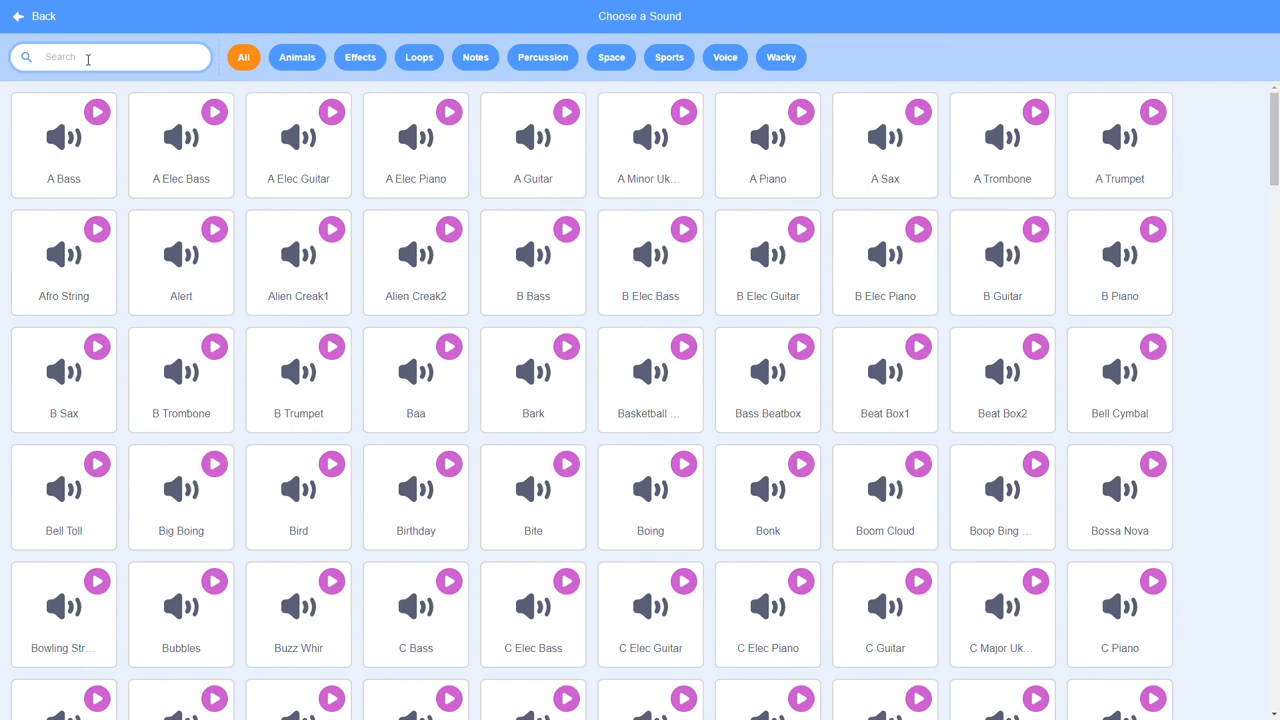 Back
Choose a Sound
Search
All
Animals
Effects
Loops
Notes
Percussion
Space
Sports
Voice
Wacky
A Bass
A Elec Bass
A Elec Guitar
A Elec Piano
A Guitar
A Minor Uk...
A Piano
A Sax
A Trombone
A Trumpet
Afro String
Alert
Alien Creak1
Alien Creak2
B Bass
B Elec Bass
B Elec Guitar
B Elec Piano
B Guitar
B Piano
B Sax
B Trombone
B Trumpet
Baa
Bark
Basketball ...
Bass Beatbox
Beat Box1
Beat Box2
Bell Cymbal
Bell Toll
Big Boing
Bird
Birthday
Bite
Boing
Bonk
Boom Cloud
Boop Bing ...
Bossa Nova
Bowling Str...
Bubbles
Buzz Whir
C Bass
C Elec Bass
C Elec Guitar
C Elec Piano
C Guitar
C Major Uk...
C Piano